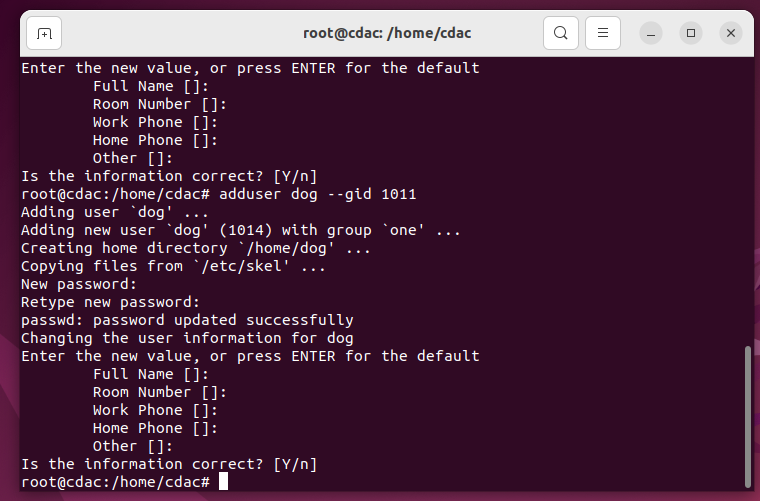 root@cdac: /home/cdac
Enter the new value, or press ENTER for the default
        Full Name []:
        Room Number []:
        Work Phone []:
        Home Phone []:
        Other []:
Is the information correct? [Y/n]
root@cdac:/home/cdac# adduser dog --gid 1011
Adding user `dog' ...
Adding new user `dog' (1014) with group `one' ...
Creating home directory `/home/dog' ...
Copying files from `/etc/skel' ...
New password:
Retype new password:
passwd: password updated successfully
Changing the user information for dog
Enter the new value, or press ENTER for the default
        Full Name []:
        Room Number []:
        Work Phone []:
        Home Phone []:
        Other []:
Is the information correct? [Y/n]
root@cdac:/home/cdac#